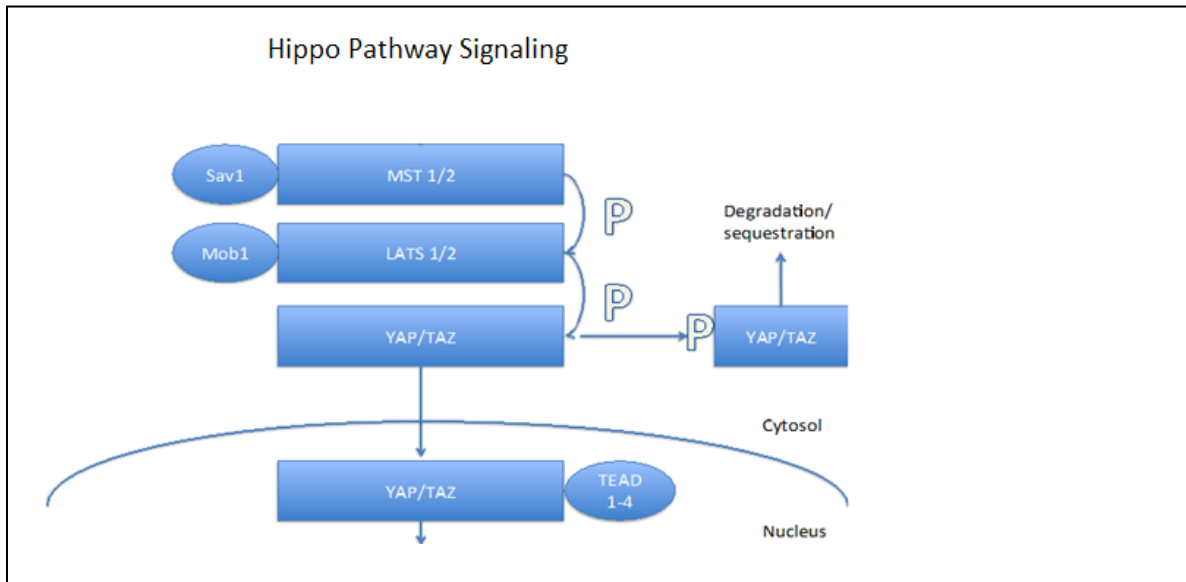 Hippo Pathway Signaling
Sav1
MST 1/2
P
Degradation/
sequestration
Mob1
LATS 1/2
P
YAP/TAZ
P
YAP/TAZ
Cytosol
YAP/TAZ
TEAD
1-4
Nucleus